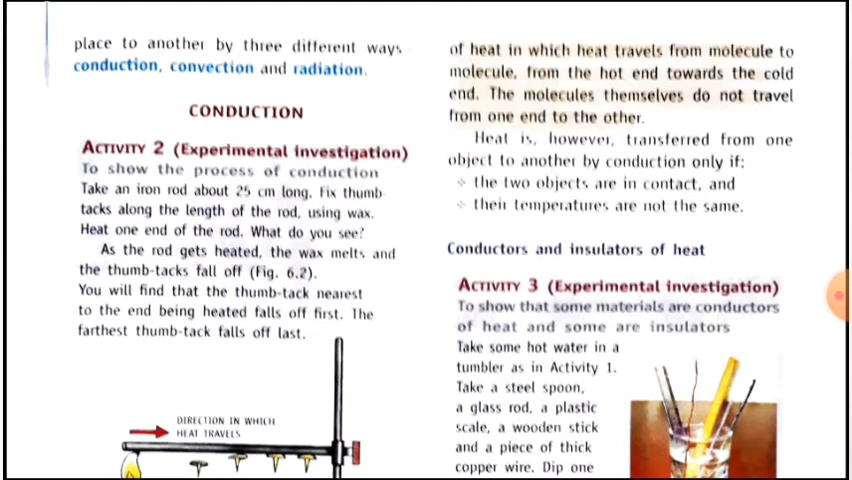 place to another by three different ways
conduction, convection and radiation.
CONDUCTION
ACTIVITY 2 (Experimental investigation)
To show the process of conduction
Take an iron rod about 25 cm long. Fix thumb
tacks along the length of the rod, using wax.
Heat one end of the rod. What do you see?
As the rod gets heated, the wax melts and
the thumb-tacks fall off (Fig. 6.2).
You will find that the thumb-tack nearest
to the end being heated falls off first. The
farthest thumb-tack falls off last.
DIRECTION IN WHICH
HEAT TRAVELS
of heat in which heat travels from molecule to
molecule, from the hot end towards the cold
end. The molecules themselves do not travel
from one end to the other.
Heat is, however, transferred from one
object to another by conduction only if:
the two objects are in contact, and
their temperatures are not the same.
Conductors and insulators of heat
ACTIVITY 3 (Experimental investigation)
To show that some materials are conductors
of heat and some are insulators
Take some hot water in a
tumbler as in Activity 1.
Take a steel spoon,
a glass rod, a plastic
scale, a wooden stick
and a piece of thick
copper wire. Dip one